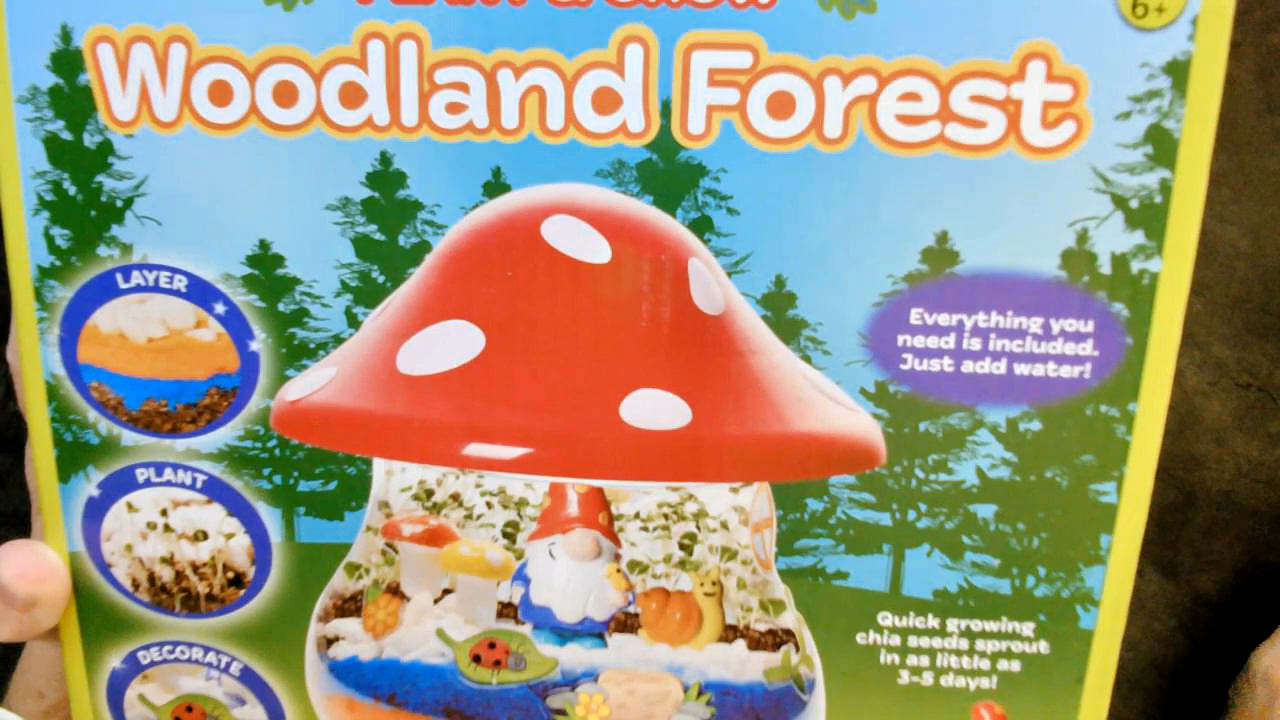 6+
Woodland Forest
LAYER
Everything you
need is included.
Just add water!
PLANT
DECORATE
Quick growing
chia seeds sprout
in as little as
3-5 days!